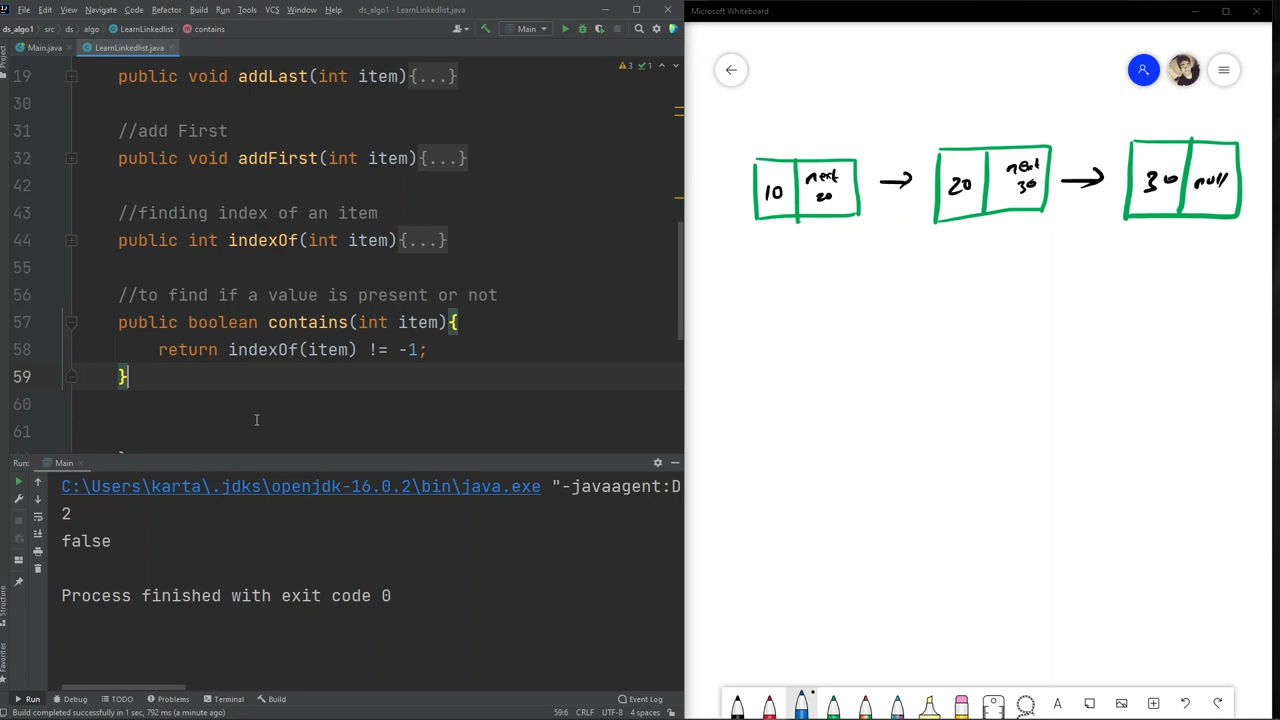 File Edit View Navigate Code Refactor Build Run Tools VCS Window Help ds_algo1 - LearnLinkedlist.java
ds_algo1 src ds algo LearnLinkedlist contains Main
Main.java LearnLinkedlist.java
Project
19 public void addLast(int item){...}
3 1
30
31 //add First
32 public void addFirst(int item){...}
42
43 //finding index of an item
44 public int indexOf(int item){...}
55
56 //to find if a value is present or not
57 public boolean contains(int item){
58 return indexOf(item) != -1;
59 }
60
61
Run: Main
C:\Users\karta\.jdks\openjdk-16.0.2\bin\java.exe "-javaagent:D
2
false
Process finished with exit code 0
Structure
Favorites
Run Debug TODO Problems Terminal Build Event Log
Build completed successfully in 1 sec, 792 ms (a minute ago) 59:6 CRLF UTF-8 4 spaces
Microsoft Whiteboard
10 next 20 → 20 next 30 → 30 null
A